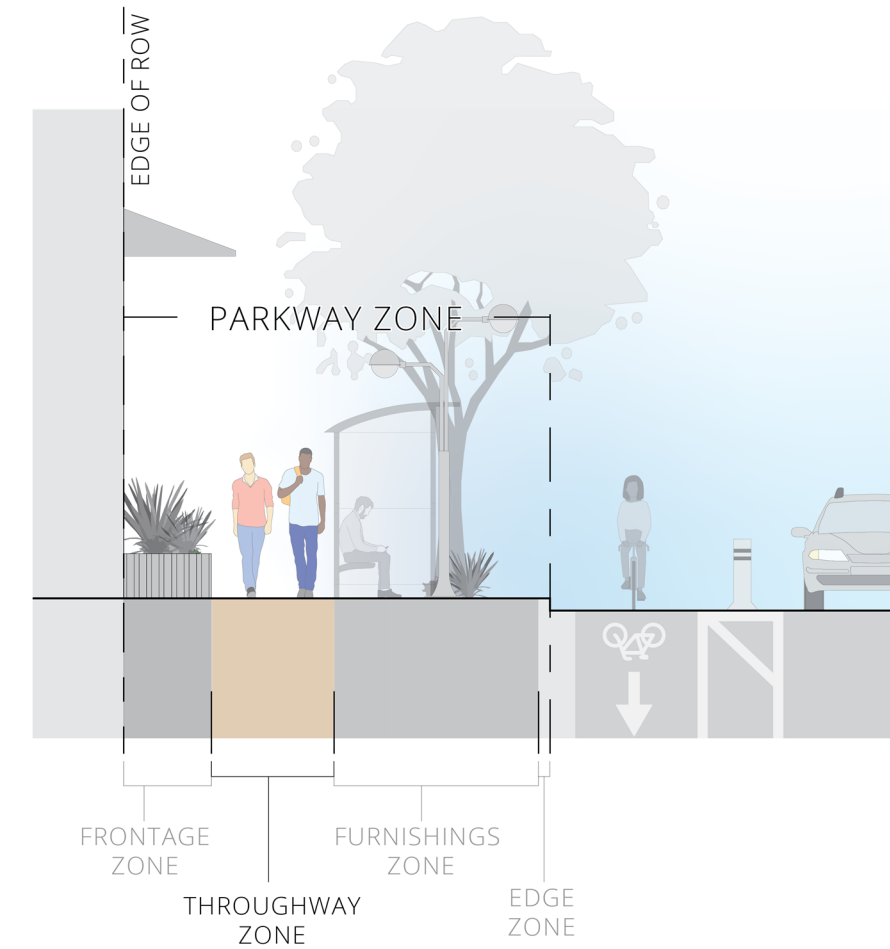 EDGE OF ROW
PARKWAY ZONE
FRONTAGE
ZONE
THROUGHWAY
ZONE
FURNISHINGS
ZONE
EDGE
ZONE